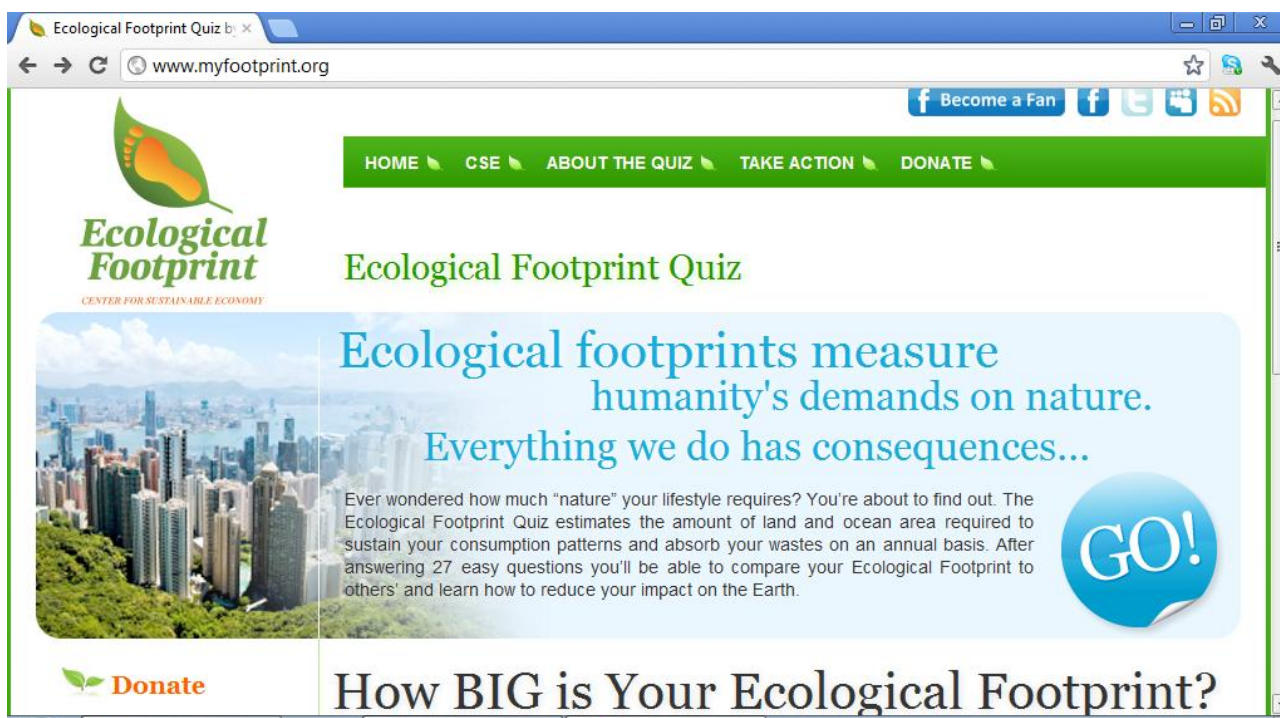 Ecological Footprint Quiz b
www.myfootprint.org
f Become a Fan
HOME CSE ABOUT THE QUIZ TAKE ACTION DONATE
Ecological
Footprint
CENTER FOR SUSTAINABLE ECONOMY
Ecological Footprint Quiz
Ecological footprints measure
humanity's demands on nature.
Everything we do has consequences...
Ever wondered how much “nature” your lifestyle requires? You’re about to find out. The
Ecological Footprint Quiz estimates the amount of land and ocean area required to
sustain your consumption patterns and absorb your wastes on an annual basis. After
answering 27 easy questions you’ll be able to compare your Ecological Footprint to
others’ and learn how to reduce your impact on the Earth.
GO!
Donate
How BIG is Your Ecological Footprint?